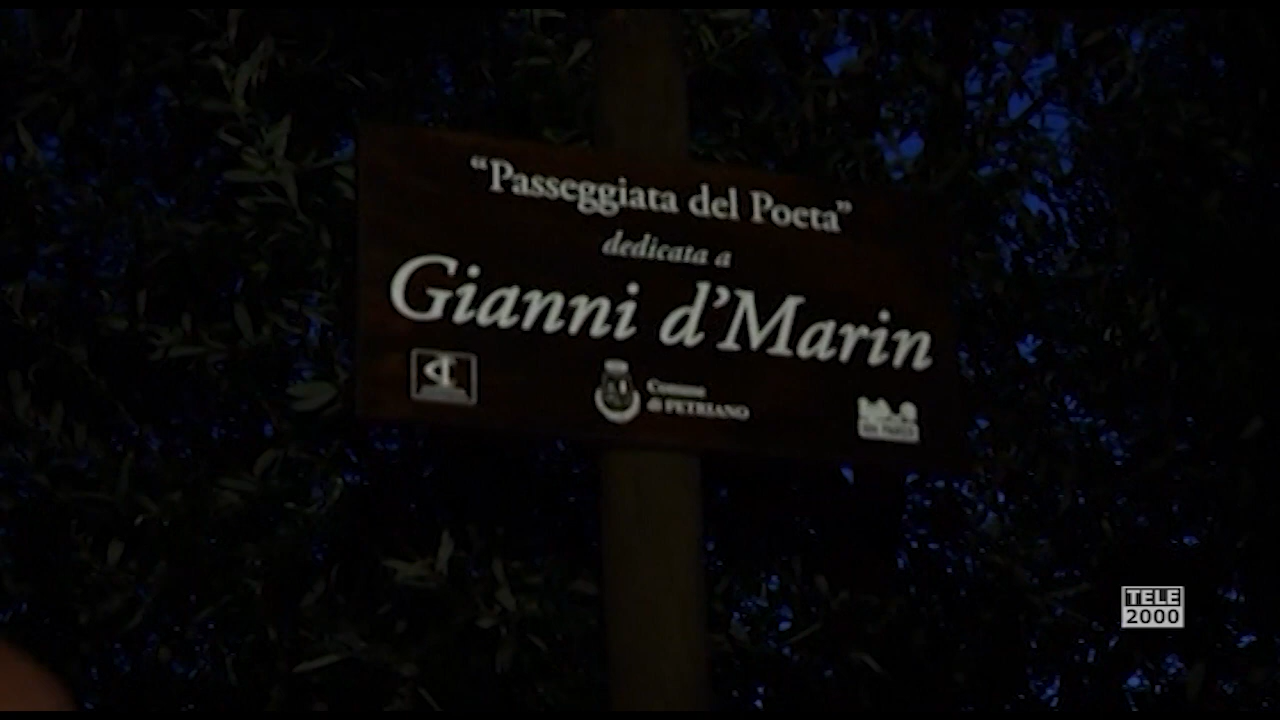 “Passeggiata del Poeta”
dedicata a
Gianni d’Marin
Comune
di PETRIANO
TELE
2000